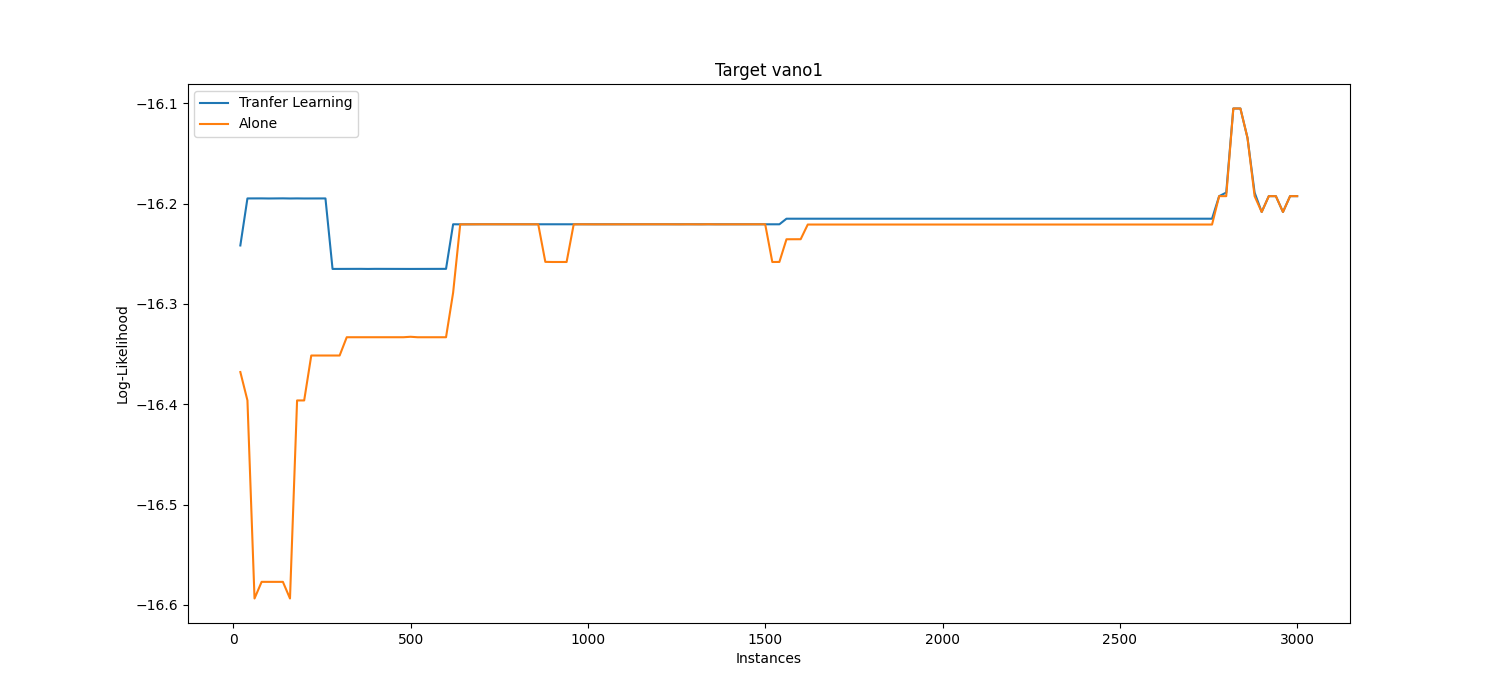 Target vano1
Tranfer Learning
Alone
−16.1
−16.2
−16.3
−16.4
−16.5
−16.6
Log-Likelihood
0 500 1000 1500 2000 2500 3000
Instances